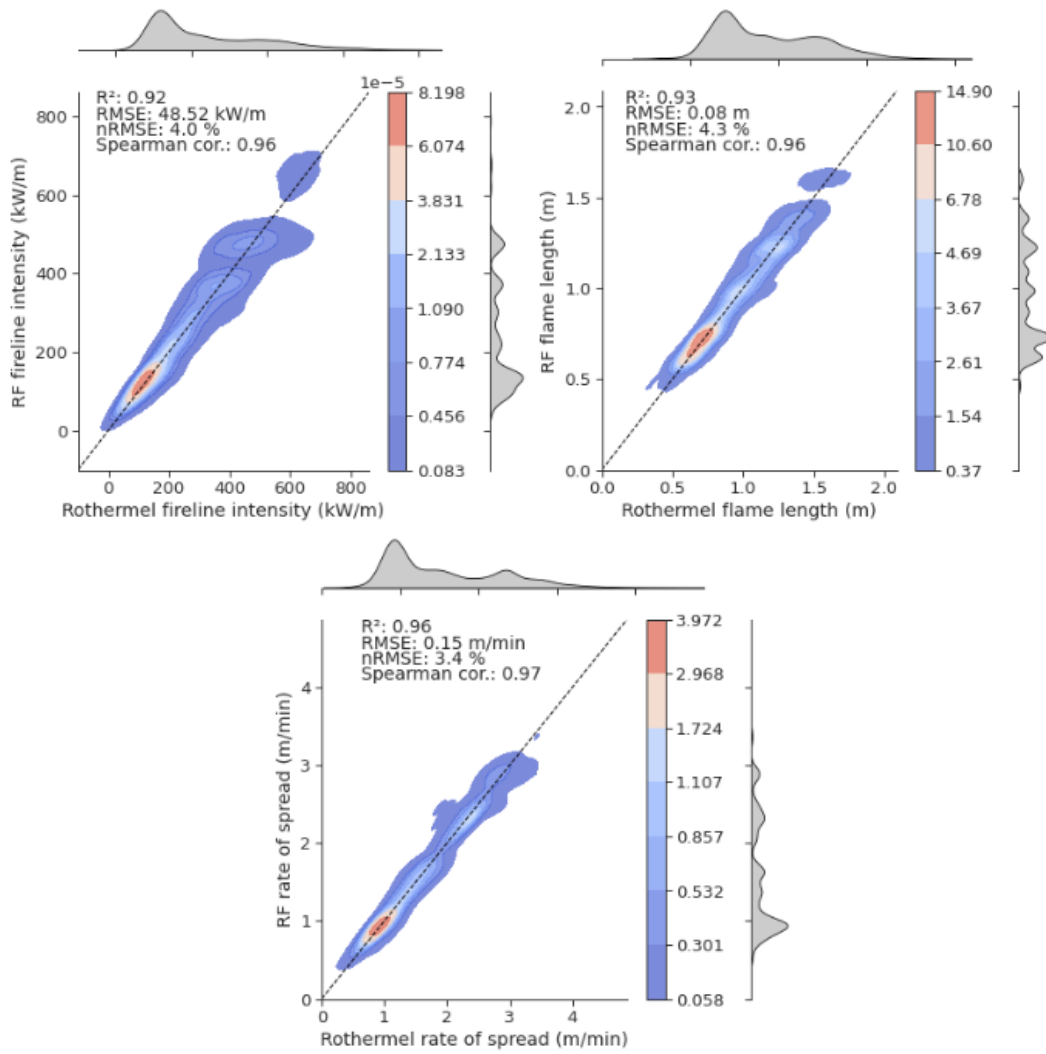 1e−5
R²: 0.92
RMSE: 48.52 kW/m
nRMSE: 4.0 %
Spearman cor.: 0.96
800
600
400
200
0
RF fireline intensity (kW/m)
0 200 400 600 800
Rothermel fireline intensity (kW/m)
8.198
6.074
3.831
2.133
1.090
0.774
0.456
0.083
R²: 0.93
RMSE: 0.08 m
nRMSE: 4.3 %
Spearman cor.: 0.96
2.0
1.5
1.0
0.5
0.0
RF flame length (m)
0.0 0.5 1.0 1.5 2.0
Rothermel flame length (m)
14.90
10.60
6.78
4.69
3.67
2.61
1.54
0.37
R²: 0.96
RMSE: 0.15 m/min
nRMSE: 3.4 %
Spearman cor.: 0.97
4
3
2
1
0
RF rate of spread (m/min)
0 1 2 3 4
Rothermel rate of spread (m/min)
3.972
2.968
1.724
1.107
0.857
0.532
0.301
0.058